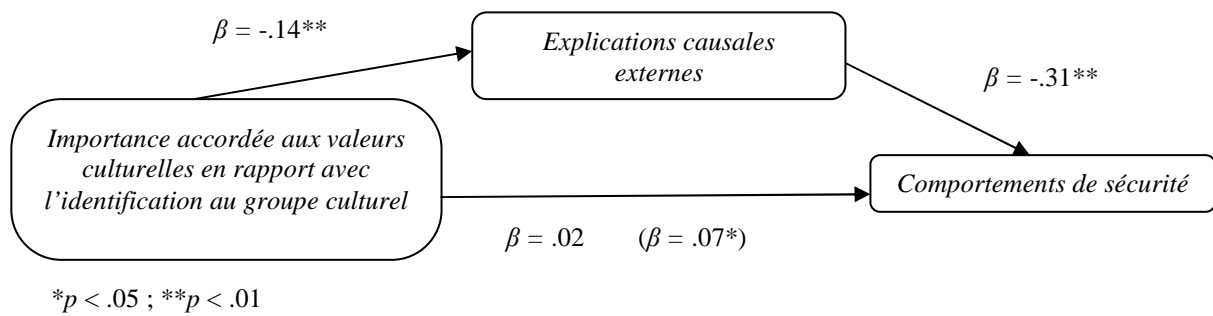 β = -.14**
Explications causales
externes
β = -.31**
Importance accordée aux valeurs
culturelles en rapport avec
l’identification au groupe culturel
Comportements de sécurité
β = .02 (β = .07*)
*p < .05 ; **p < .01